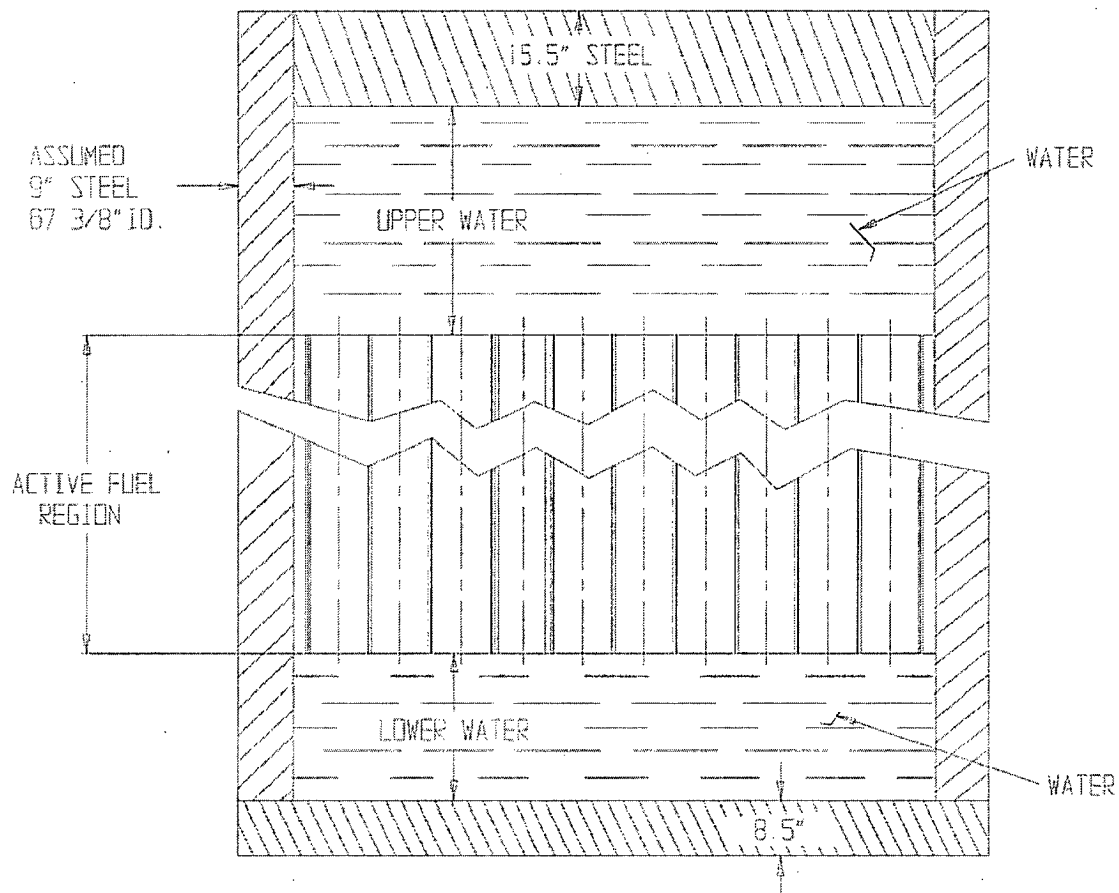 15.5" STEEL
ASSUMED
9" STEEL
67 3/8" ID.
WATER
UPPER WATER
ACTIVE FUEL
REGION
LOWER WATER
WATER
8.5"